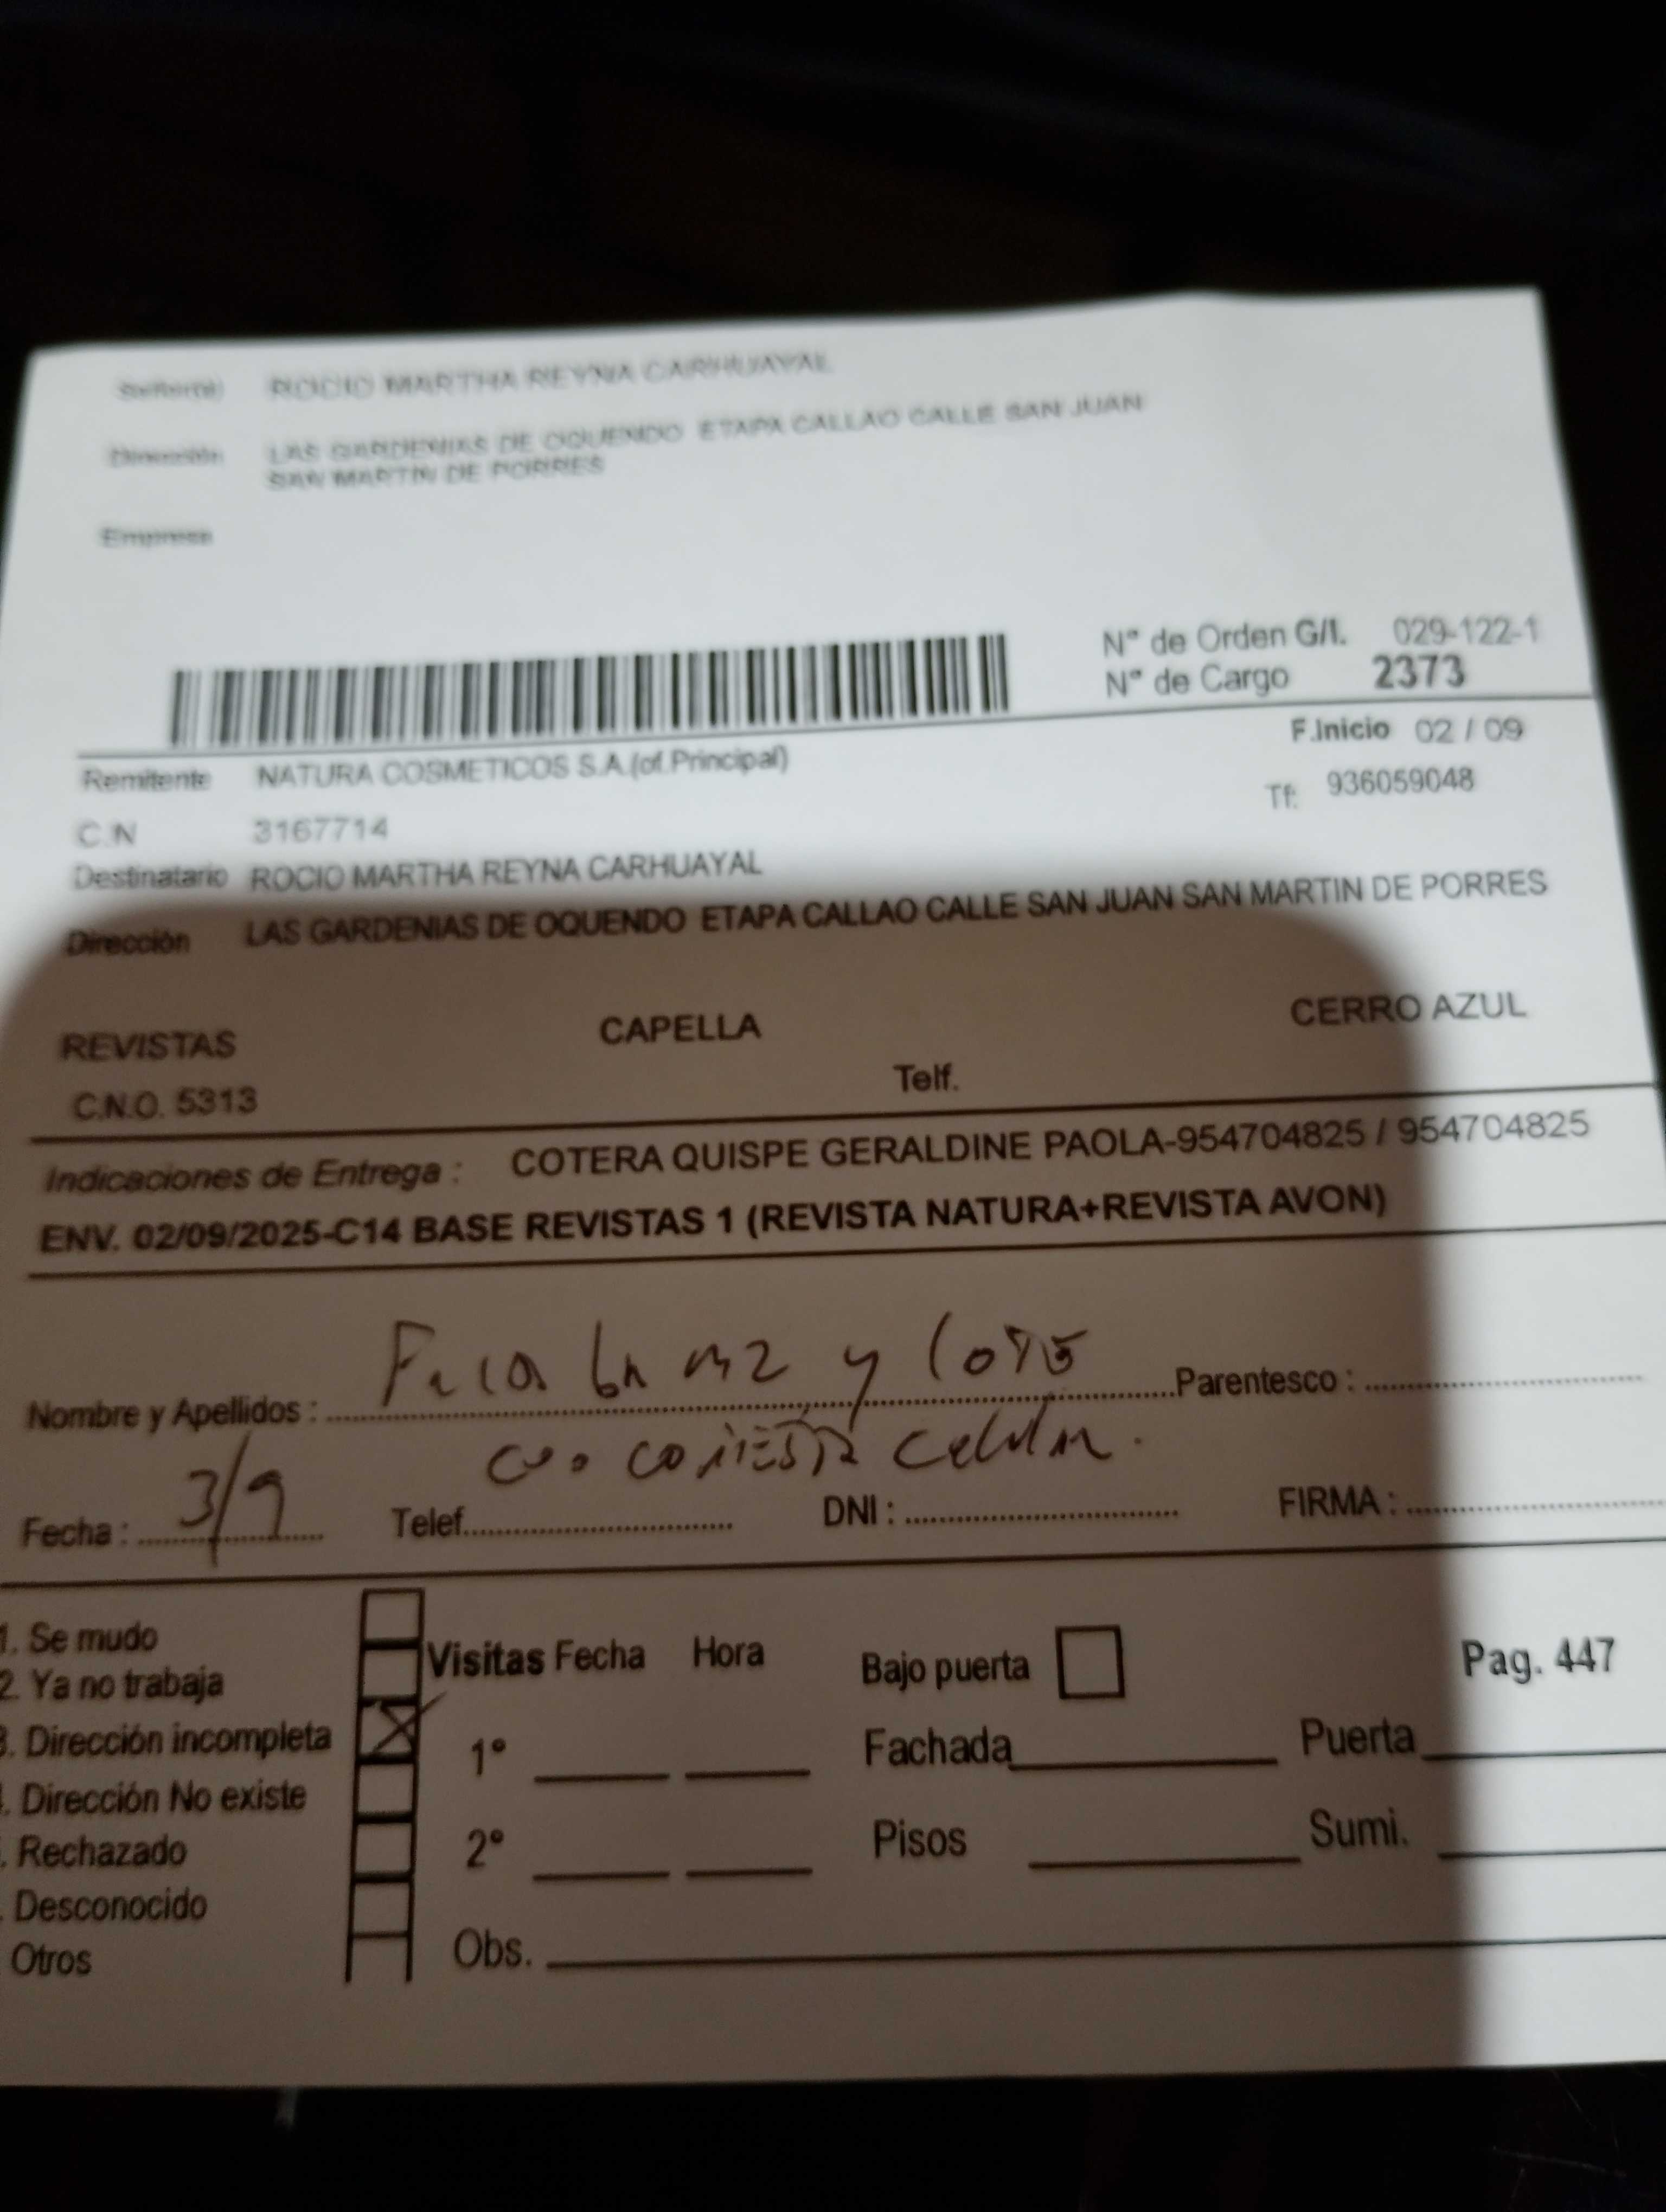 Señor(a) ROCIO MARTHA REYNA CARHUAYAL
Dirección LAS GARDENIAS DE OQUENDO ETAPA CALLAO CALLE SAN JUAN
SAN MARTIN DE PORRES
Empresa
N° de Orden G/I. 029-122-1
N° de Cargo 2373
F.Inicio 02 / 09
Remitente NATURA COSMETICOS S.A.(of.Principal)
Tf: 936059048
C.N 3167714
Destinatario ROCIO MARTHA REYNA CARHUAYAL
Dirección LAS GARDENIAS DE OQUENDO ETAPA CALLAO CALLE SAN JUAN SAN MARTIN DE PORRES
REVISTAS CAPELLA CERRO AZUL
C.N.O. 5313 Telf.
Indicaciones de Entrega : COTERA QUISPE GERALDINE PAOLA-954704825 / 954704825
ENV. 02/09/2025-C14 BASE REVISTAS 1 (REVISTA NATURA+REVISTA AVON)
Nombre y Apellidos : mz y lote Parentesco :
contesta celular.
Fecha : 3/9 Telef. DNI : FIRMA :
1. Se mudo
2. Ya no trabaja
3. Dirección incompleta
. Dirección No existe
. Rechazado
. Desconocido
Otros
Visitas Fecha Hora
1°
2°
Obs.
Bajo puerta
Fachada Puerta
Pisos Sumi.
Pag. 447